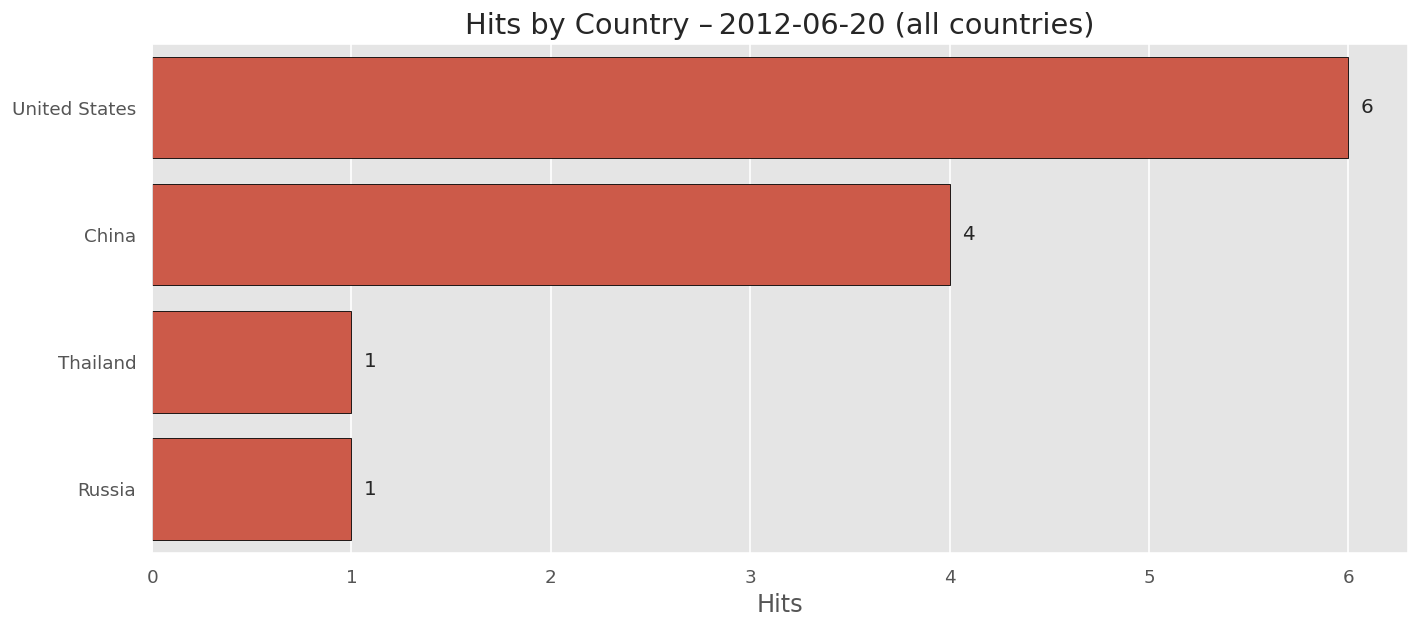 Hits by Country – 2012-06-20 (all countries)
United States
6
China
4
Thailand
1
Russia
1
0 1 2 3 4 5 6
Hits